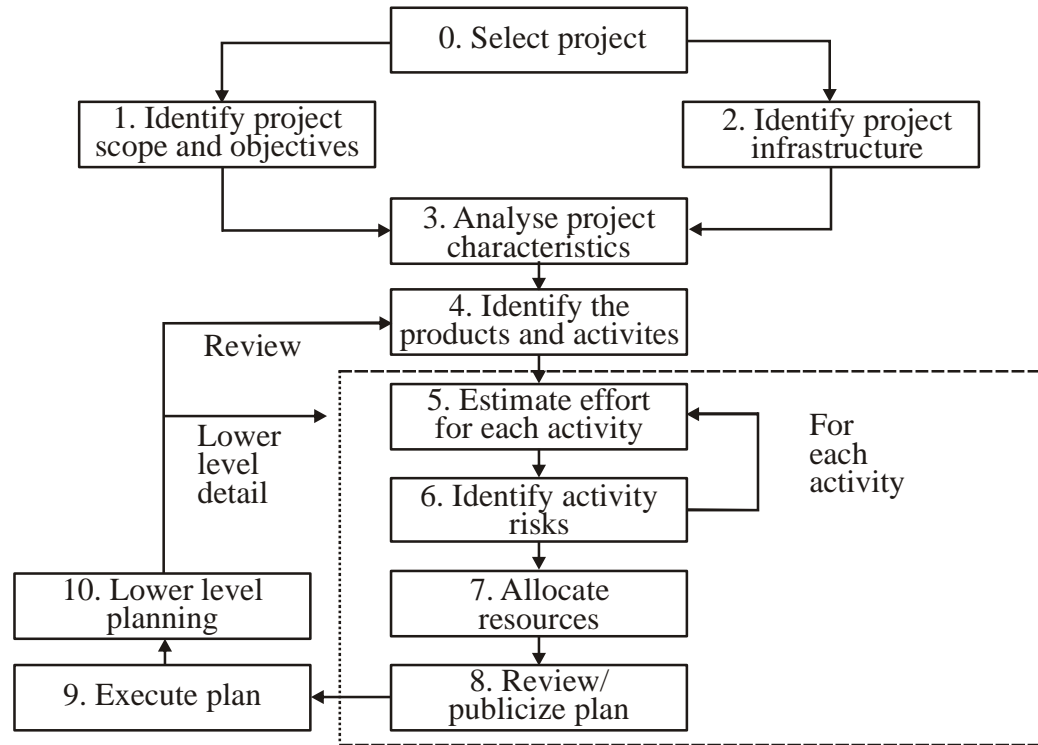 0. Select project
1. Identify project
scope and objectives
2. Identify project
infrastructure
3. Analyse project
characteristics
4. Identify the
products and activites
Review
Lower
level
detail
5. Estimate effort
for each activity
For
each
activity
6. Identify activity
risks
7. Allocate
resources
10. Lower level
planning
8. Review/
publicize plan
9. Execute plan